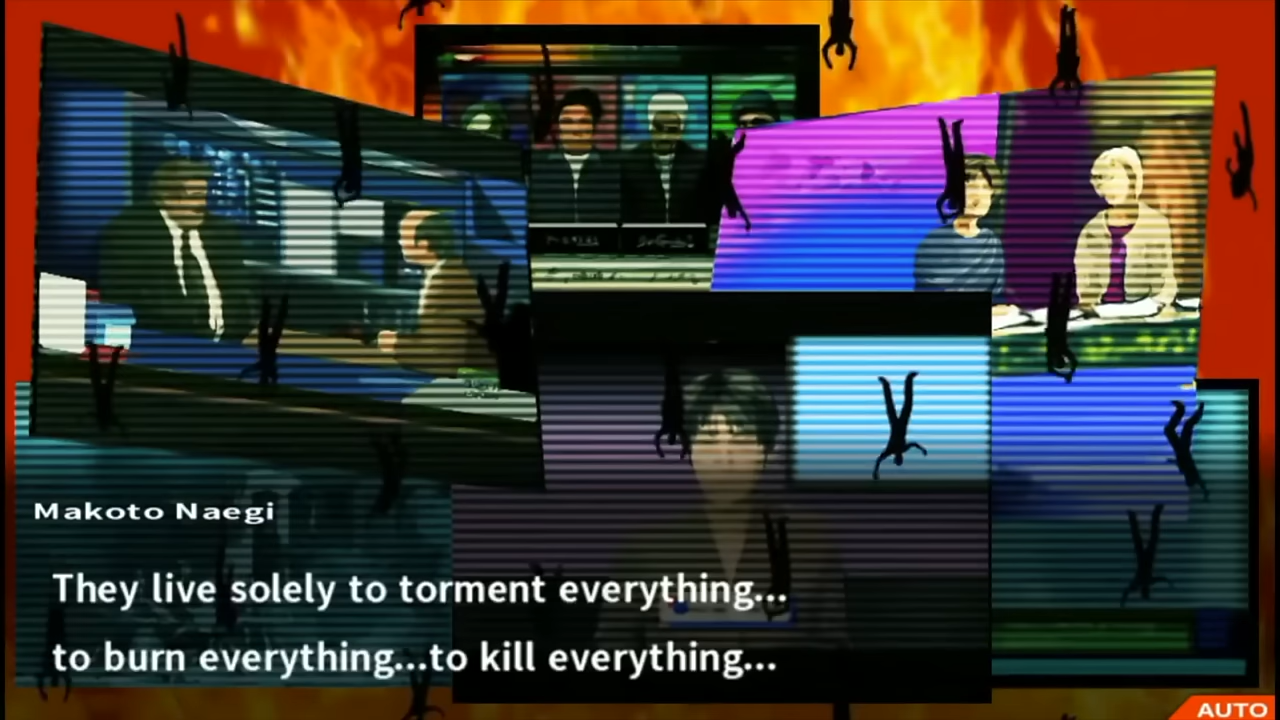 Makoto Naegi
They live solely to torment everything...
to burn everything...to kill everything...
AUTO